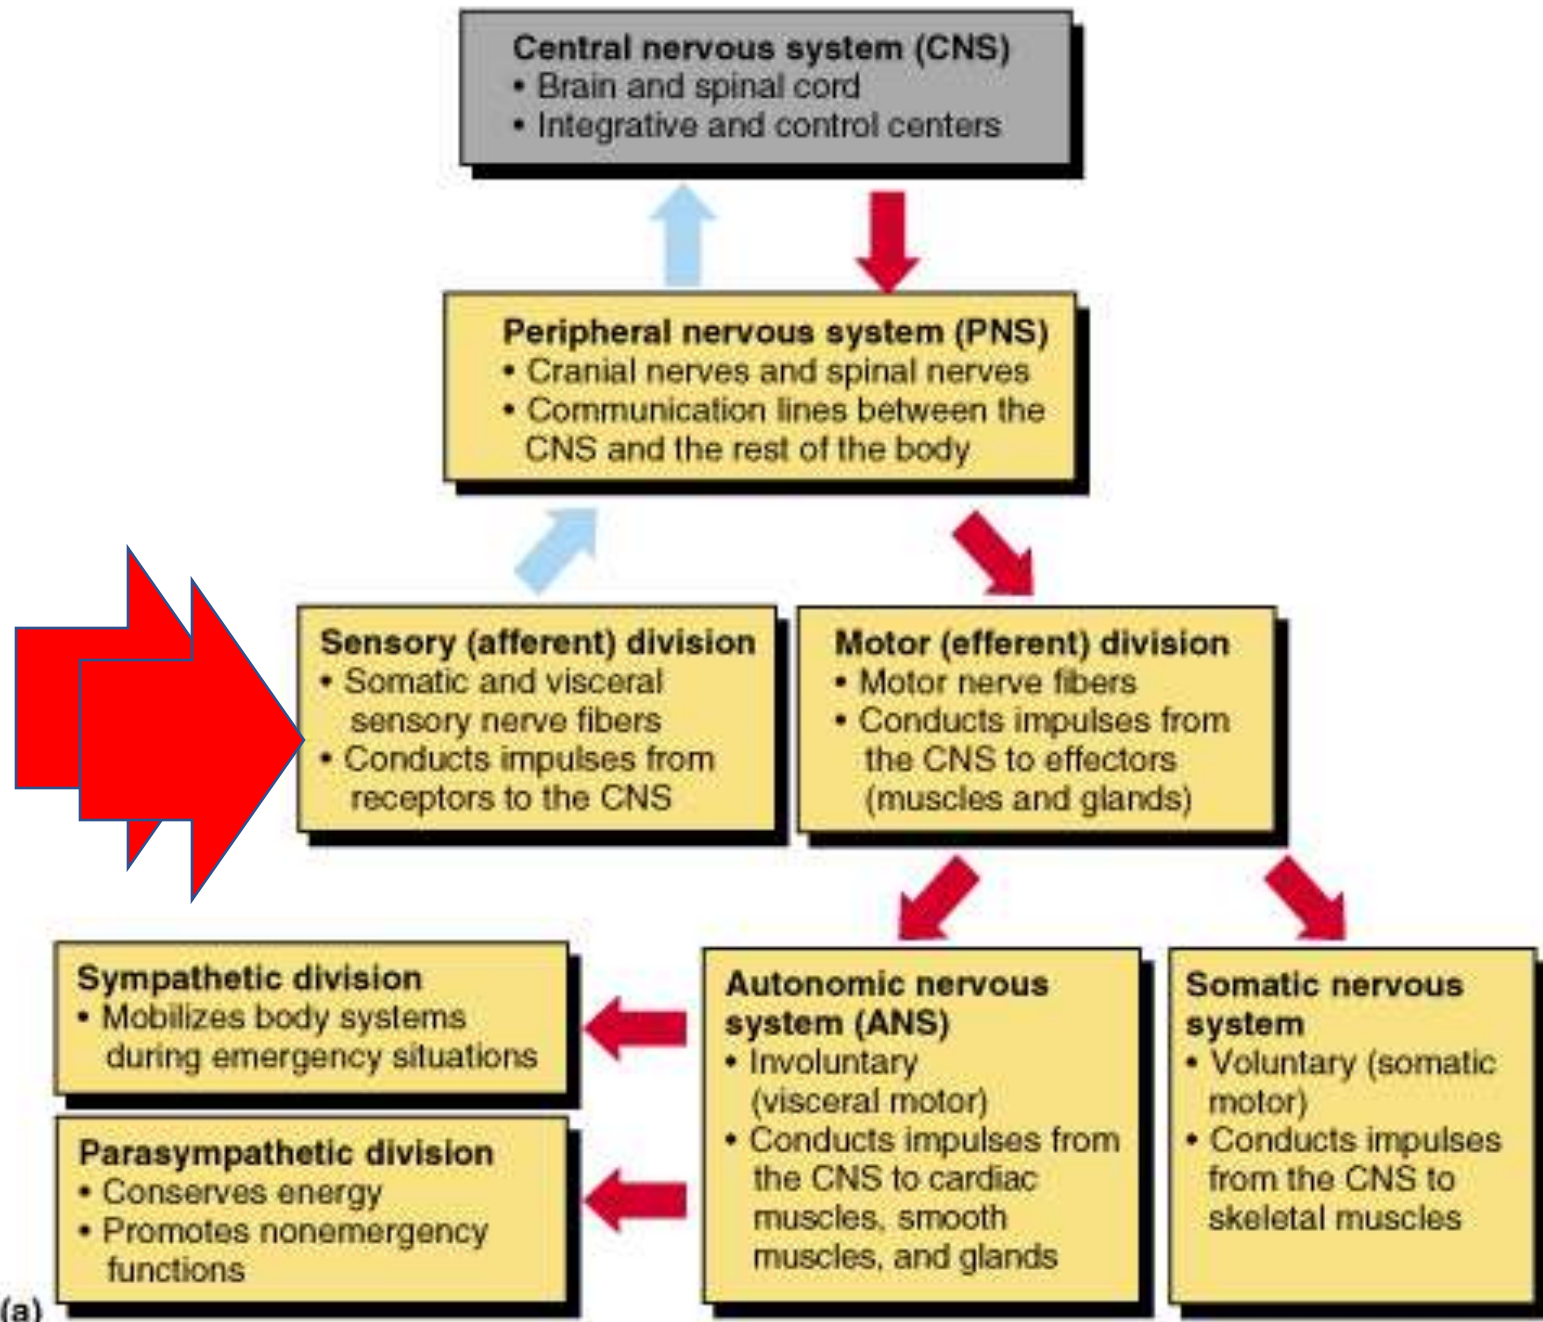 Central nervous system (CNS)
• Brain and spinal cord
• Integrative and control centers
Peripheral nervous system (PNS)
• Cranial nerves and spinal nerves
• Communication lines between the
CNS and the rest of the body
Sensory (afferent) division
• Somatic and visceral
sensory nerve fibers
• Conducts impulses from
receptors to the CNS
Motor (efferent) division
• Motor nerve fibers
• Conducts impulses from
the CNS to effectors
(muscles and glands)
Sympathetic division
• Mobilizes body systems
during emergency situations
Parasympathetic division
• Conserves energy
• Promotes nonemergency
functions
Autonomic nervous
system (ANS)
• Involuntary
(visceral motor)
• Conducts impulses from
the CNS to cardiac
muscles, smooth
muscles, and glands
Somatic nervous
system
• Voluntary (somatic
motor)
• Conducts impulses
from the CNS to
skeletal muscles
(a)